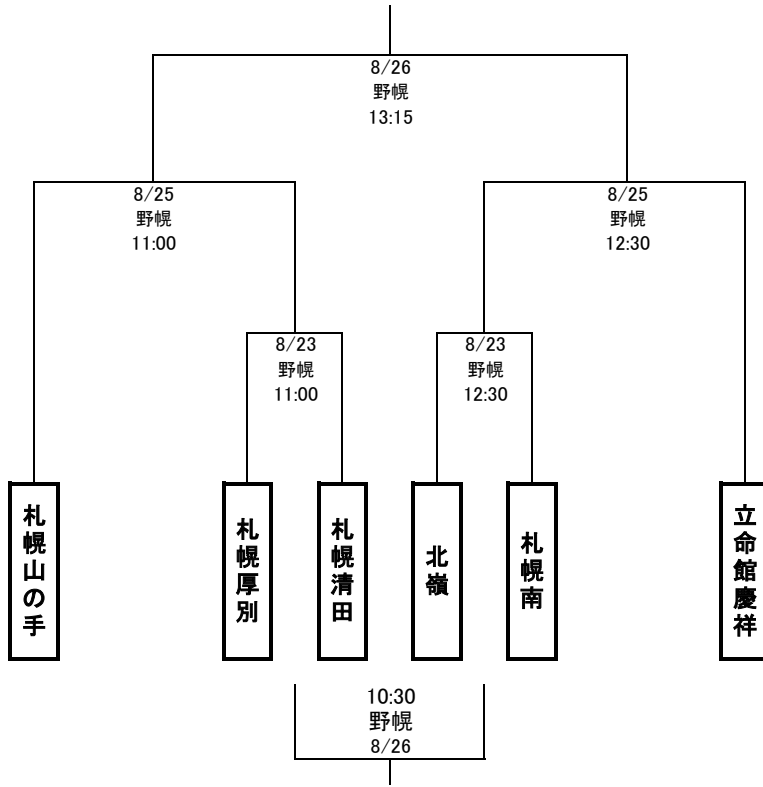 8/26
野幌
13:15
8/25
野幌
11:00
8/25
野幌
12:30
8/23
野幌
11:00
8/23
野幌
12:30
札幌山の手
札幌厚別
札幌清田
北嶺
札幌南
立命館慶祥
10:30
野幌
8/26